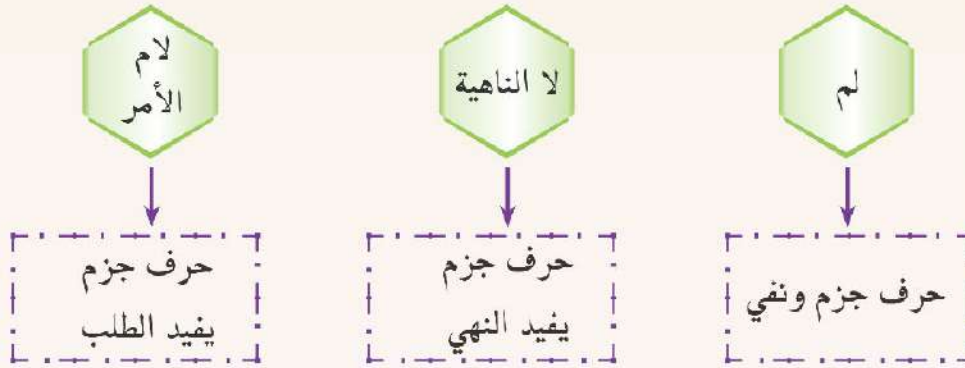 لم
لا الناهية
لام
الأمر
حرف جزم ونفي
حرف جزم
يفيد النهي
حرف جزم
يفيد الطلب